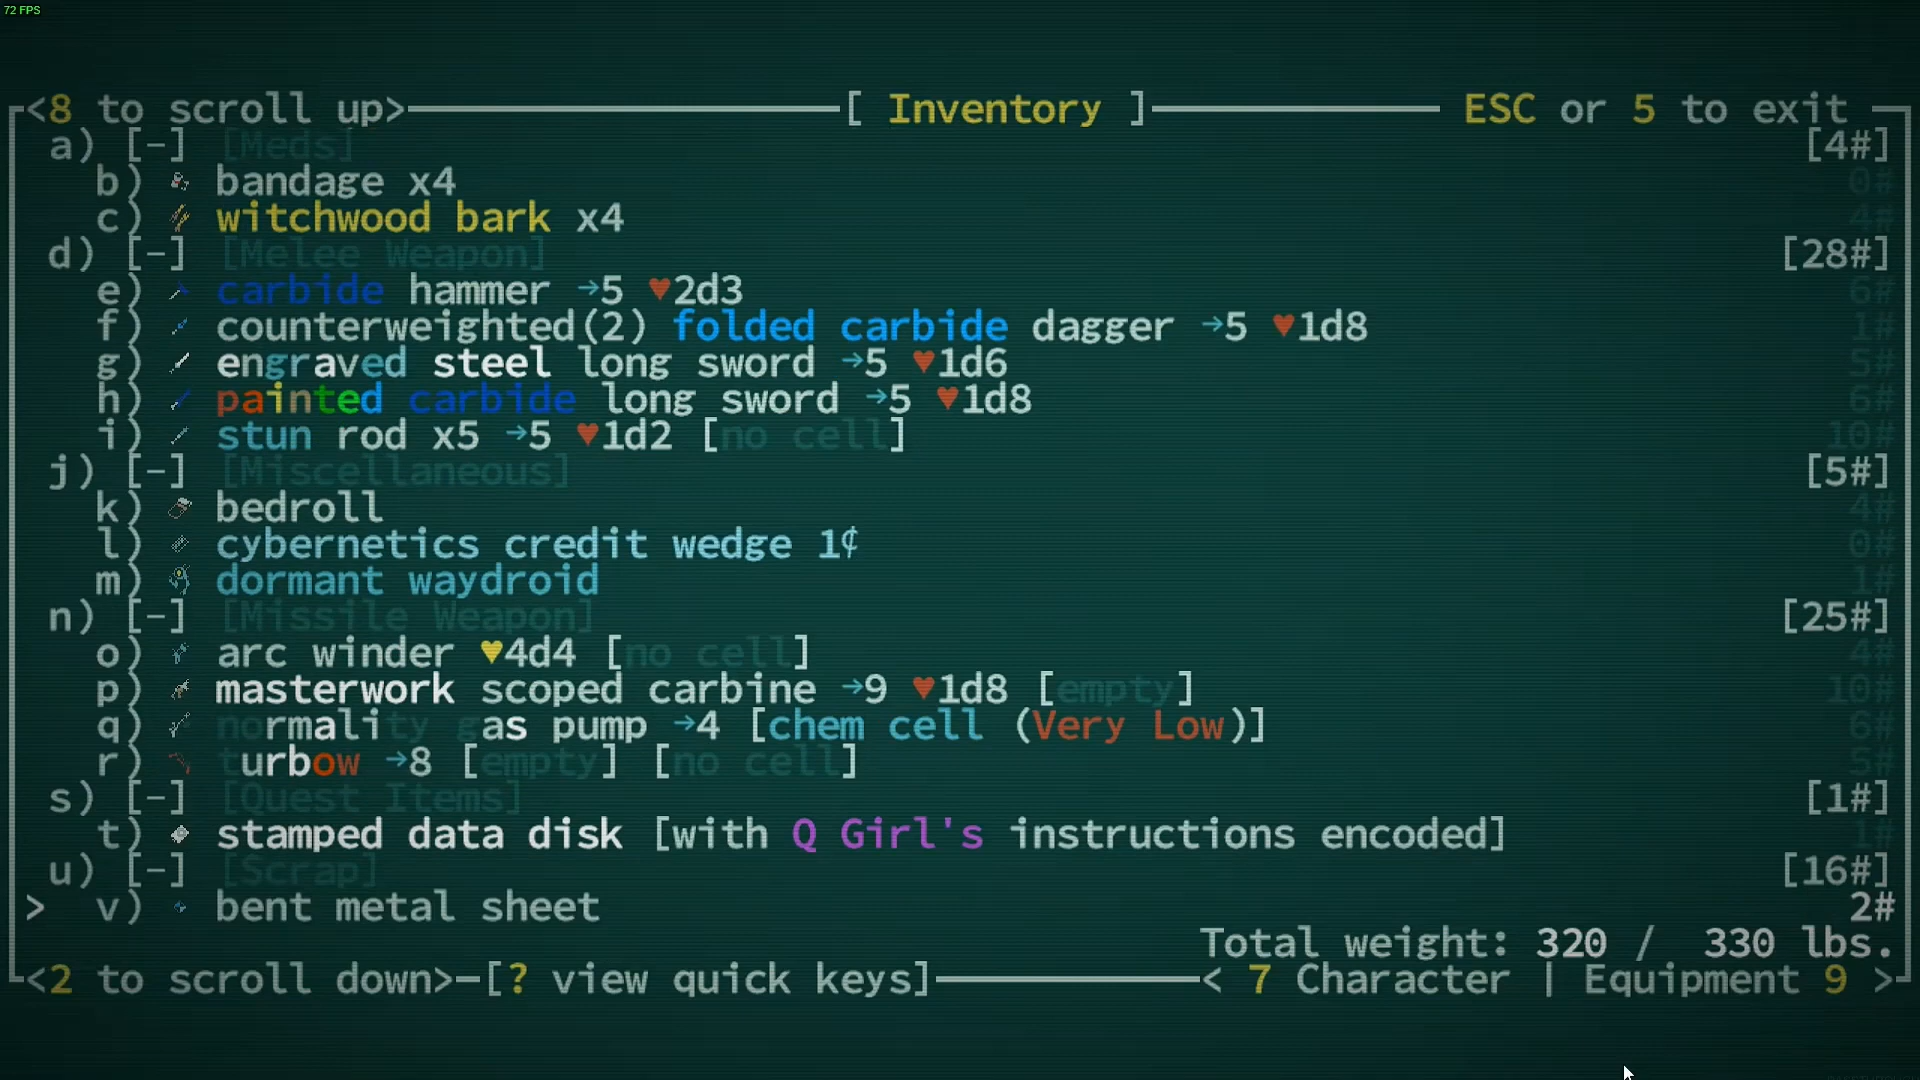 72 FPS
<8 to scroll up> [ Inventory ] ESC or 5 to exit
a) [-] [Meds] [4#]
b) bandage x4 0#
c) witchwood bark x4 4#
d) [-] [Melee Weapon] [28#]
e) carbide hammer →5 ♥2d3 6#
f) counterweighted(2) folded carbide dagger →5 ♥1d8 1#
g) engraved steel long sword →5 ♥1d6 5#
h) painted carbide long sword →5 ♥1d8 6#
i) stun rod x5 →5 ♥1d2 [no cell] 10#
j) [-] [Miscellaneous] [5#]
k) bedroll 4#
l) cybernetics credit wedge 1¢ 0#
m) dormant waydroid 1#
n) [-] [Missile Weapon] [25#]
o) arc winder ♥4d4 [no cell] 4#
p) masterwork scoped carbine →9 ♥1d8 [empty] 10#
q) normality gas pump →4 [chem cell (Very Low)] 6#
r) turbow →8 [empty] [no cell] 5#
s) [-] [Quest Items] [1#]
t) stamped data disk [with Q Girl's instructions encoded] 1#
u) [-] [Scrap] [16#]
> v) bent metal sheet 2#
Total weight: 320 / 330 lbs.
<2 to scroll down> [? view quick keys] < 7 Character | Equipment 9 >